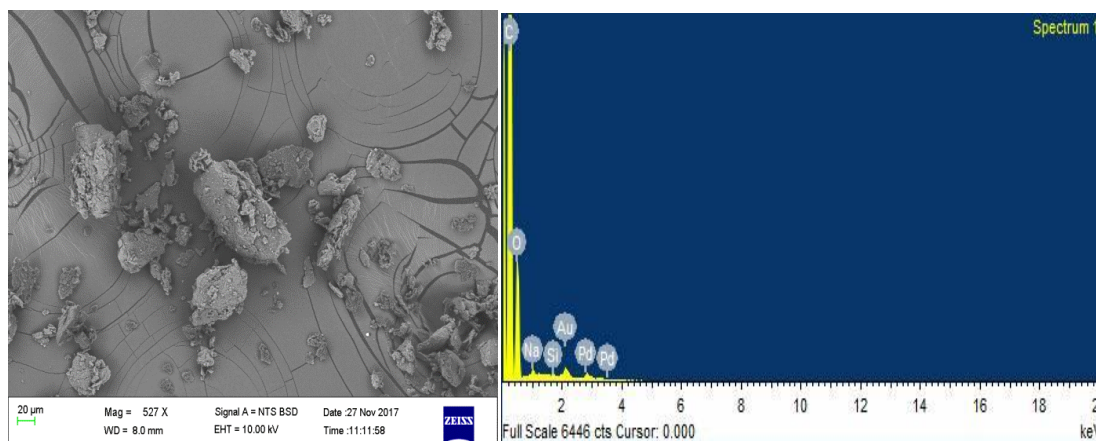 20 µm
Mag = 527 X
Signal A = NTS BSD
Date :27 Nov 2017
WD = 8.0 mm
EHT = 10.00 kV
Time :11:11:58
ZEISS
Spectrum 1
C
O
Na
Si
Au
Pd
Pd
2 4 6 8 10 12 14 16 18 2
Full Scale 6446 cts Cursor: 0.000
keV